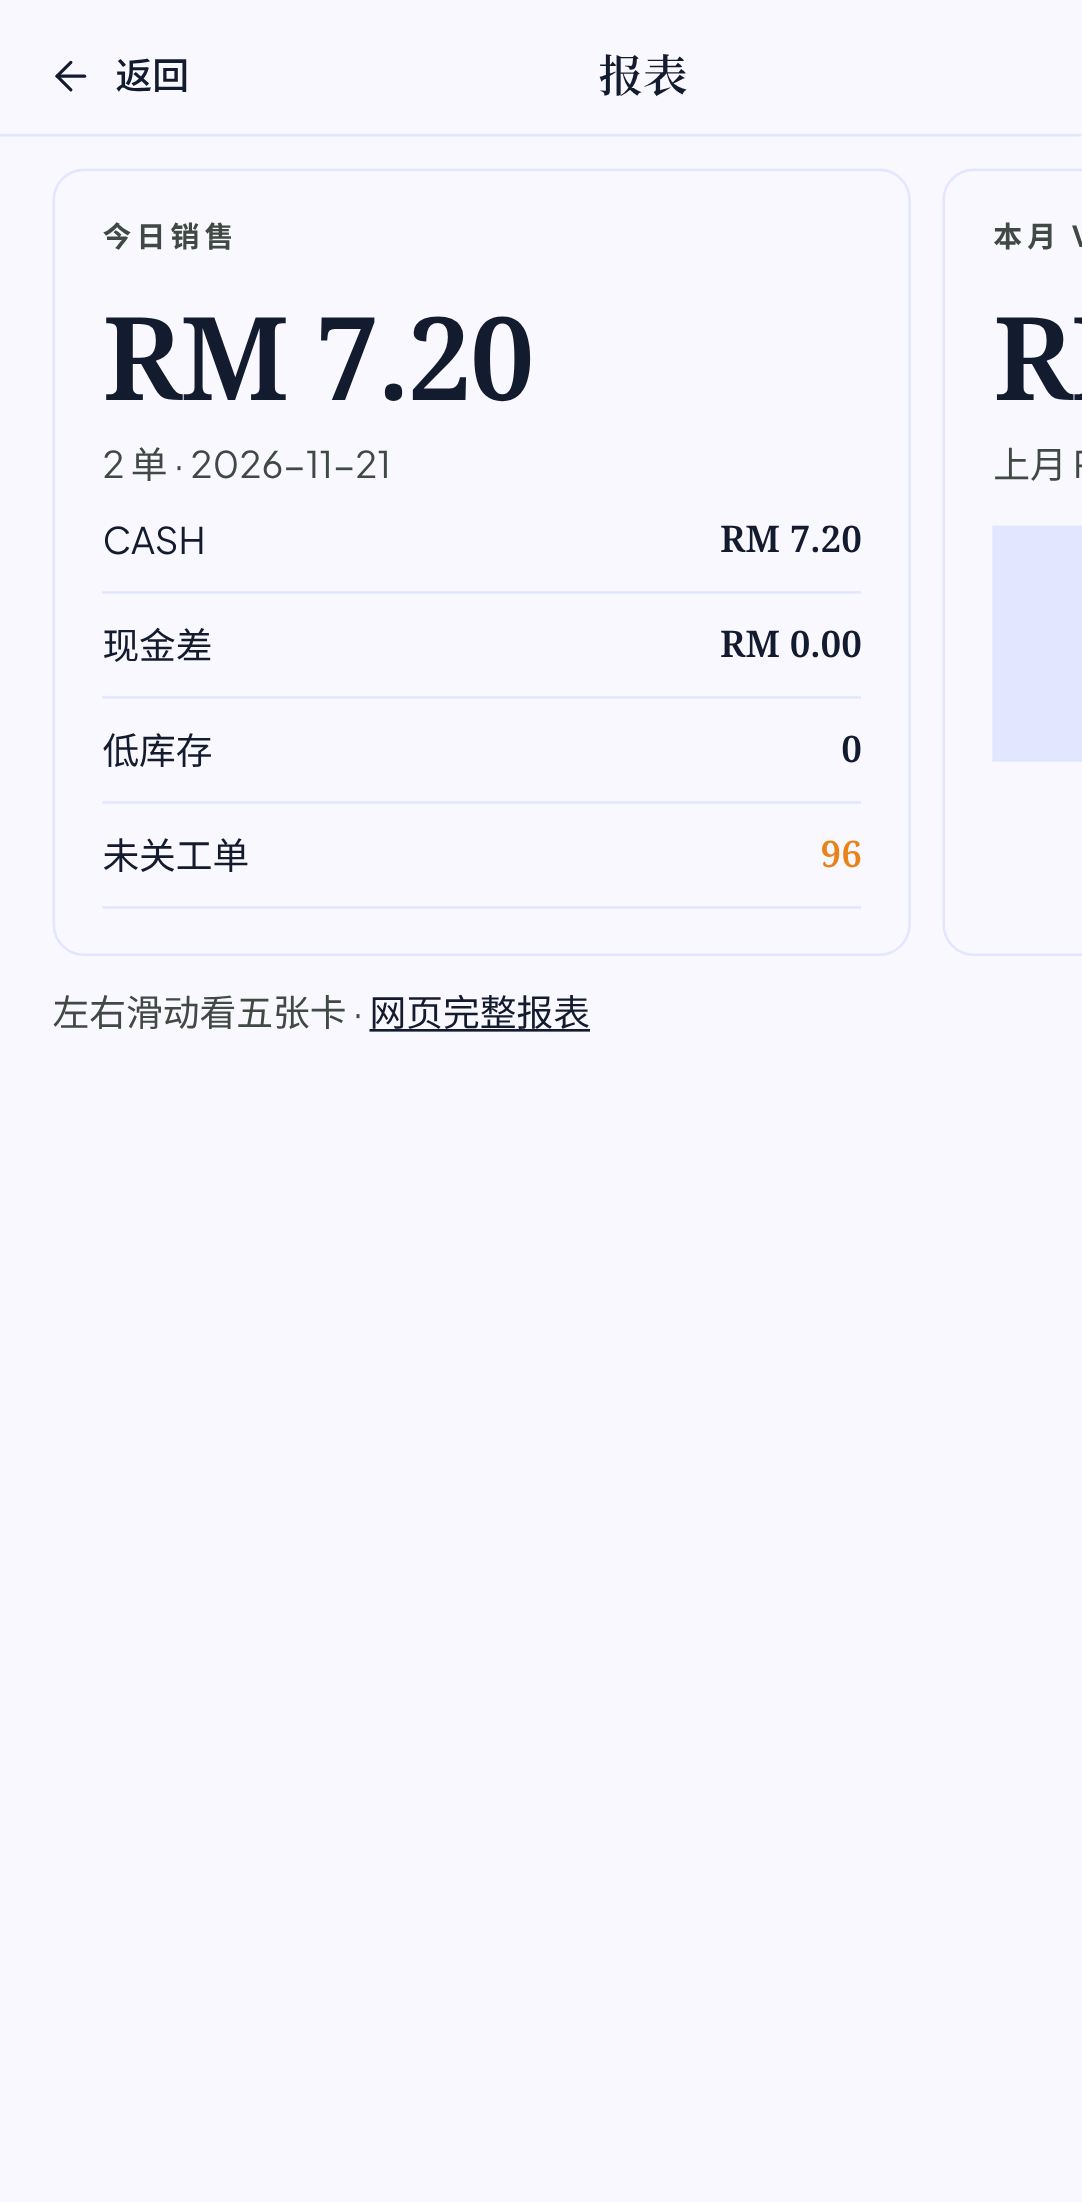 返回
报表
今日销售
RM 7.20
2 单 · 2026-11-21
CASH RM 7.20
现金差 RM 0.00
低库存 0
未关工单 96
本月
上月
左右滑动看五张卡 · 网页完整报表